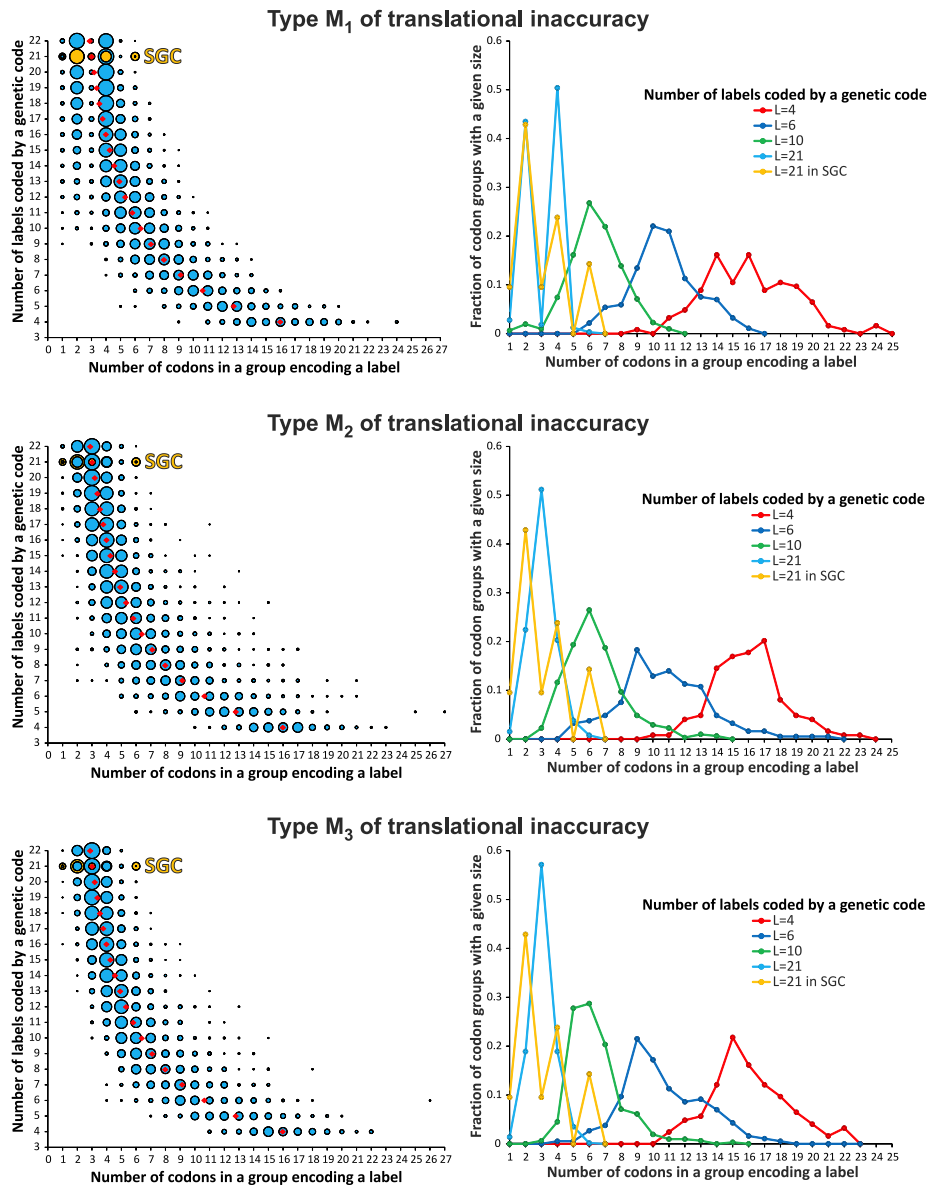 Type M1 of translational inaccuracy
Number of labels coded by a genetic code
22
21
20
19
18
17
16
15
14
13
12
11
10
9
8
7
6
5
4
3
SGC
0 1 2 3 4 5 6 7 8 9 10 11 12 13 14 15 16 17 18 19 20 21 22 23 24 25 26 27
Number of codons in a group encoding a label
Fraction of codon groups with a given size
0.6
0.5
0.4
0.3
0.2
0.1
0
Number of labels coded by a genetic code
L=4
L=6
L=10
L=21
L=21 in SGC
1 2 3 4 5 6 7 8 9 10 11 12 13 14 15 16 17 18 19 20 21 22 23 24 25
Number of codons in a group encoding a label
Type M2 of translational inaccuracy
Number of labels coded by a genetic code
22
21
20
19
18
17
16
15
14
13
12
11
10
9
8
7
6
5
4
3
SGC
0 1 2 3 4 5 6 7 8 9 10 11 12 13 14 15 16 17 18 19 20 21 22 23 24 25 26 27
Number of codons in a group encoding a label
Fraction of codon groups with a given size
0.6
0.5
0.4
0.3
0.2
0.1
0
Number of labels coded by a genetic code
L=4
L=6
L=10
L=21
L=21 in SGC
1 2 3 4 5 6 7 8 9 10 11 12 13 14 15 16 17 18 19 20 21 22 23 24 25
Number of codons in a group encoding a label
Type M3 of translational inaccuracy
Number of labels coded by a genetic code
22
21
20
19
18
17
16
15
14
13
12
11
10
9
8
7
6
5
4
3
SGC
0 1 2 3 4 5 6 7 8 9 10 11 12 13 14 15 16 17 18 19 20 21 22 23 24 25 26 27
Number of codons in a group encoding a label
Fraction of codon groups with a given size
0.6
0.5
0.4
0.3
0.2
0.1
0
Number of labels coded by a genetic code
L=4
L=6
L=10
L=21
L=21 in SGC
1 2 3 4 5 6 7 8 9 10 11 12 13 14 15 16 17 18 19 20 21 22 23 24 25
Number of codons in a group encoding a label